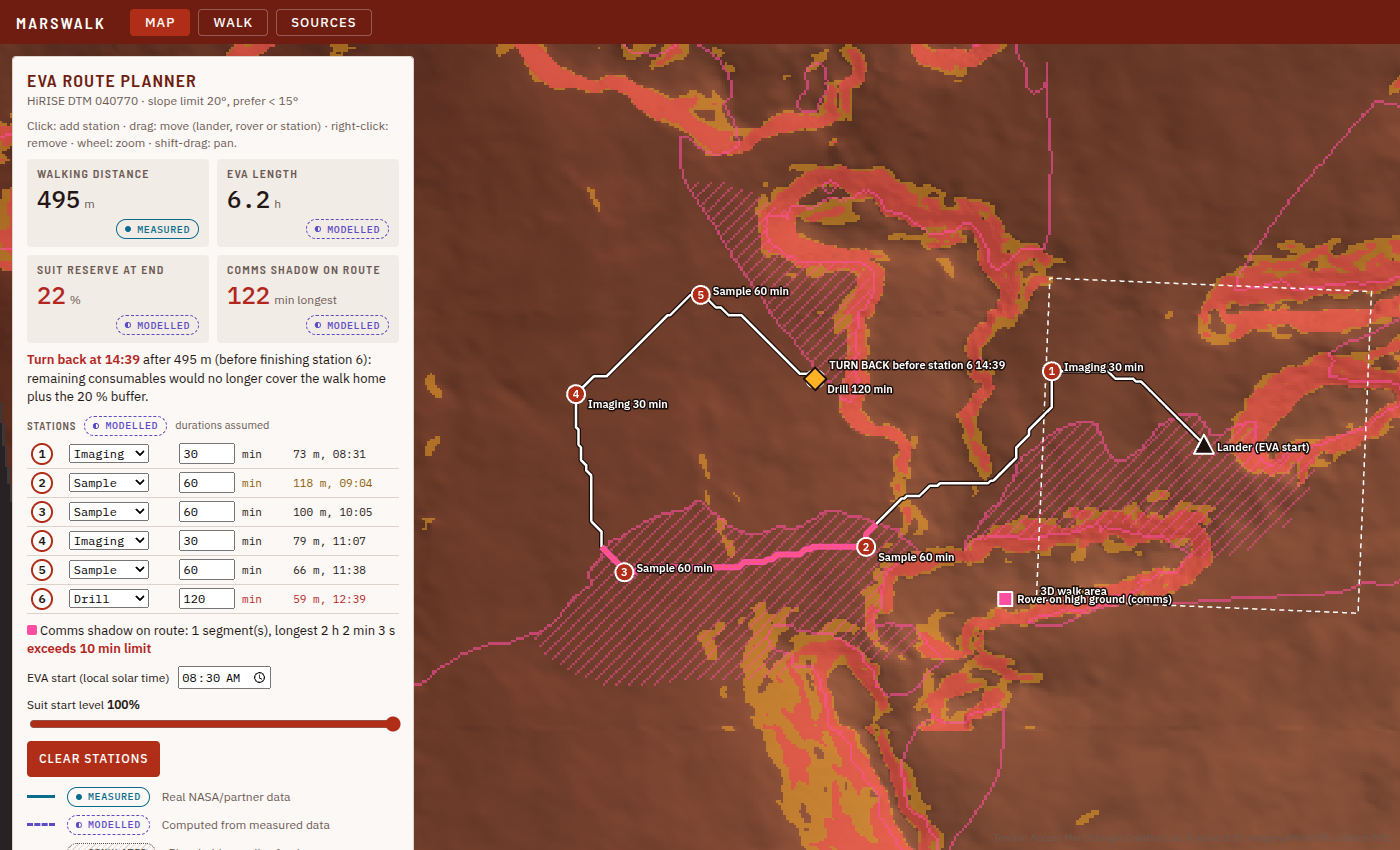 MARSWALK
MAP
WALK
SOURCES
EVA ROUTE PLANNER
HiRISE DTM 040770 · slope limit 20°, prefer < 15°
Click: add station · drag: move (lander, rover or station) · right-click:
remove · wheel: zoom · shift-drag: pan.
WALKING DISTANCE
495 m
MEASURED
EVA LENGTH
6.2 h
MODELLED
SUIT RESERVE AT END
22 %
MODELLED
COMMS SHADOW ON ROUTE
122 min longest
MODELLED
Turn back at 14:39 after 495 m (before finishing station 6):
remaining consumables would no longer cover the walk home
plus the 20 % buffer.
STATIONS MODELLED durations assumed
1 Imaging 30 min 73 m, 08:31
2 Sample 60 min 118 m, 09:04
3 Sample 60 min 100 m, 10:05
4 Imaging 30 min 79 m, 11:07
5 Sample 60 min 66 m, 11:38
6 Drill 120 min 59 m, 12:39
Comms shadow on route: 1 segment(s), longest 2 h 2 min 3 s
exceeds 10 min limit
EVA start (local solar time) 08:30 AM
Suit start level 100%
CLEAR STATIONS
MEASURED Real NASA/partner data
MODELLED Computed from measured data
5 Sample 60 min
TURN BACK before station 6 14:39
Drill 120 min
1 Imaging 30 min
4 Imaging 30 min
Lander (EVA start)
2 Sample 60 min
3 Sample 60 min
3D walk area
Rover on high ground (comms)